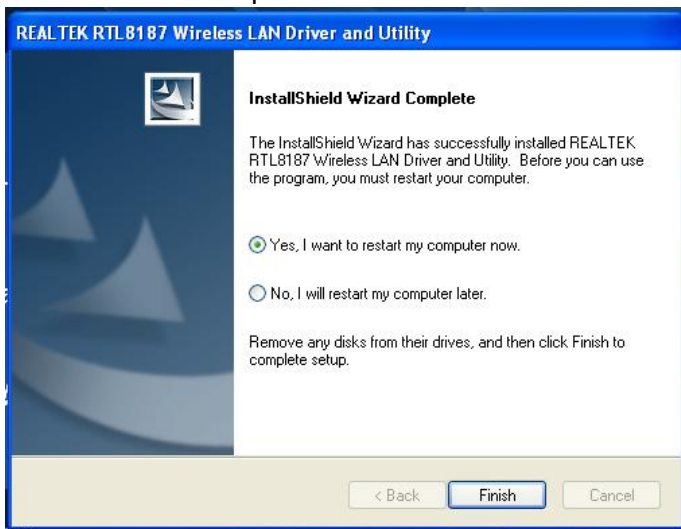 REALTEK RTL8187 Wireless LAN Driver and Utility
InstallShield Wizard Complete
The InstallShield Wizard has successfully installed REALTEK
RTL8187 Wireless LAN Driver and Utility. Before you can use
the program, you must restart your computer.
Yes, I want to restart my computer now.
No, I will restart my computer later.
Remove any disks from their drives, and then click Finish to
complete setup.
< Back
Finish
Cancel